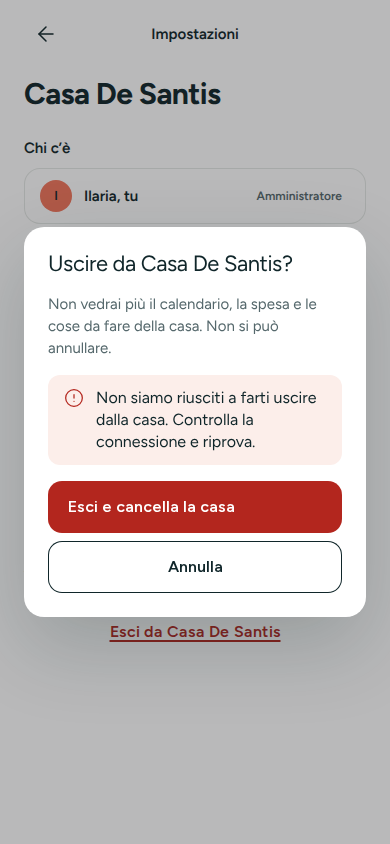 Impostazioni
Casa De Santis
Chi c’è
I
Ilaria, tu
Amministratore
Uscire da Casa De Santis?
Non vedrai più il calendario, la spesa e le
cose da fare della casa. Non si può
annullare.
Non siamo riusciti a farti uscire
dalla casa. Controlla la
connessione e riprova.
Esci e cancella la casa
Annulla
Esci da Casa De Santis